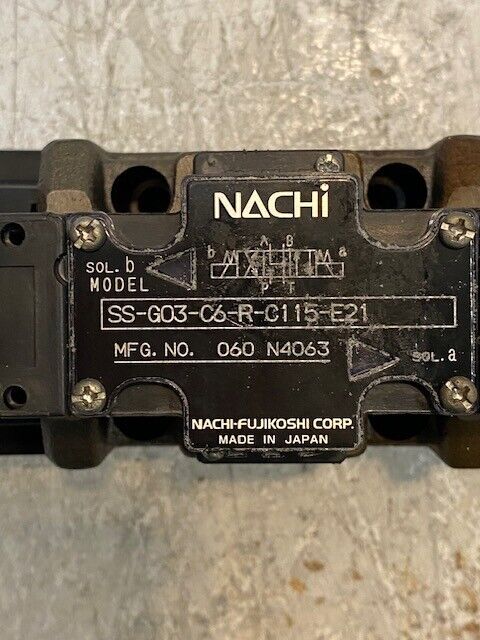 NACHi
A B
b a
P T
SOL.b
MODEL
SS-G03-C6-R-C115-E21
MFG. NO. 060 N4063
SOL.a
NACHI-FUJIKOSHI CORP.
MADE IN JAPAN